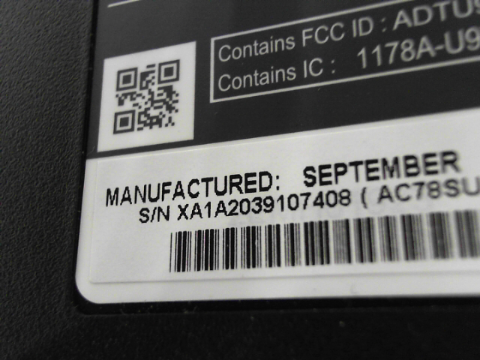 Contains FCC ID : ADTU9
Contains IC : 1178A-U9
MANUFACTURED: SEPTEMBER
S/N XA1A2039107408 ( AC78SU